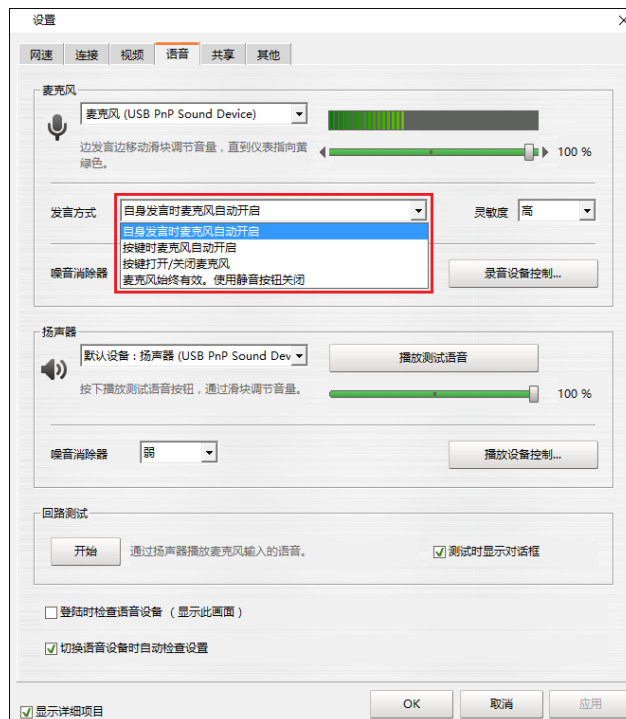 设置
网速 连接 视频 语音 共享 其他
麦克风
麦克风 (USB PnP Sound Device)
边发言边移动滑块调节音量，直到仪表指向黄
绿色。
100 %
发言方式 自身发言时麦克风自动开启 灵敏度 高
自身发言时麦克风自动开启
按键时麦克风自动开启
按键打开/关闭麦克风
麦克风始终有效。使用静音按钮关闭
噪音消除器 录音设备控制...
扬声器
默认设备：扬声器 (USB PnP Sound Dev 播放测试语音
按下播放测试语音按钮，通过滑块调节音量。 100 %
噪音消除器 弱 播放设备控制...
回路测试
开始 通过扬声器播放麦克风输入的语音。 测试时显示对话框
登陆时检查语音设备 （显示此画面）
切换语音设备时自动检查设置
显示详细项目 OK 取消 应用